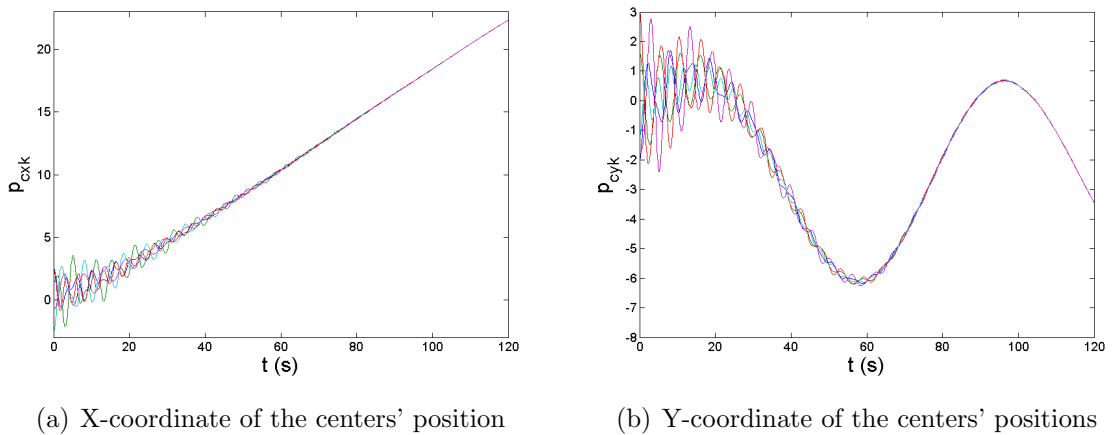 20
15
10
5
0
p_cxk
0 20 40 60 80 100 120
t (s)
(a) X-coordinate of the centers' position
3
2
1
0
-1
-2
-3
-4
-5
-6
-7
-8
p_cyk
0 20 40 60 80 100 120
t (s)
(b) Y-coordinate of the centers' positions